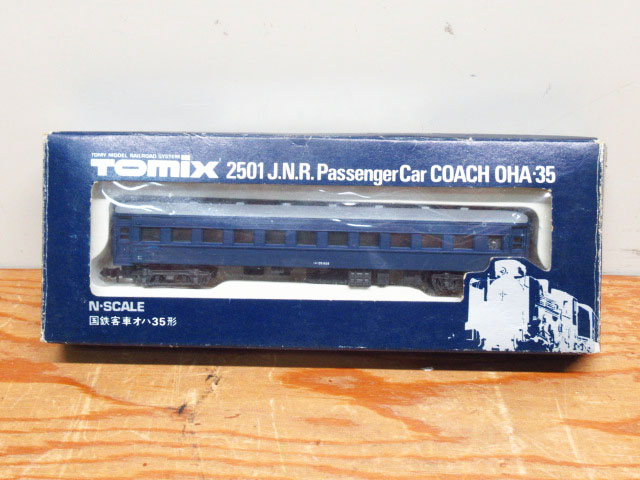 TOMY MODEL RAILROAD SYSTEM
TOMIX 2501 J.N.R. Passenger Car COACH OHA·35
N·SCALE
国鉄客車オハ35形